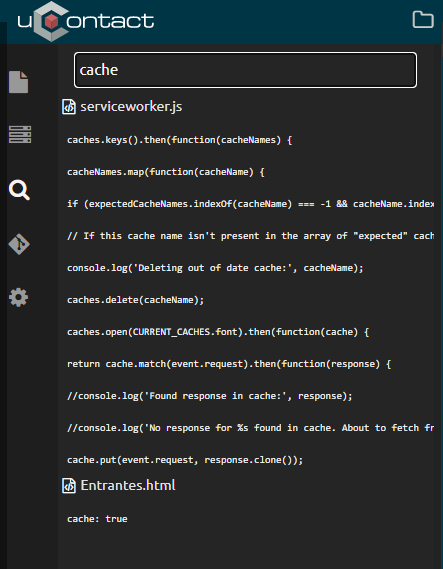 uContact
cache
serviceworker.js
caches.keys().then(function(cacheNames) {
cacheNames.map(function(cacheName) {
if (expectedCacheNames.indexOf(cacheName) === -1 && cacheName.index
// If this cache name isn't present in the array of "expected" cach
console.log('Deleting out of date cache:', cacheName);
caches.delete(cacheName);
caches.open(CURRENT_CACHES.font).then(function(cache) {
return cache.match(event.request).then(function(response) {
//console.log('Found response in cache:', response);
//console.log('No response for %s found in cache. About to fetch fr
cache.put(event.request, response.clone());
Entrantes.html
cache: true